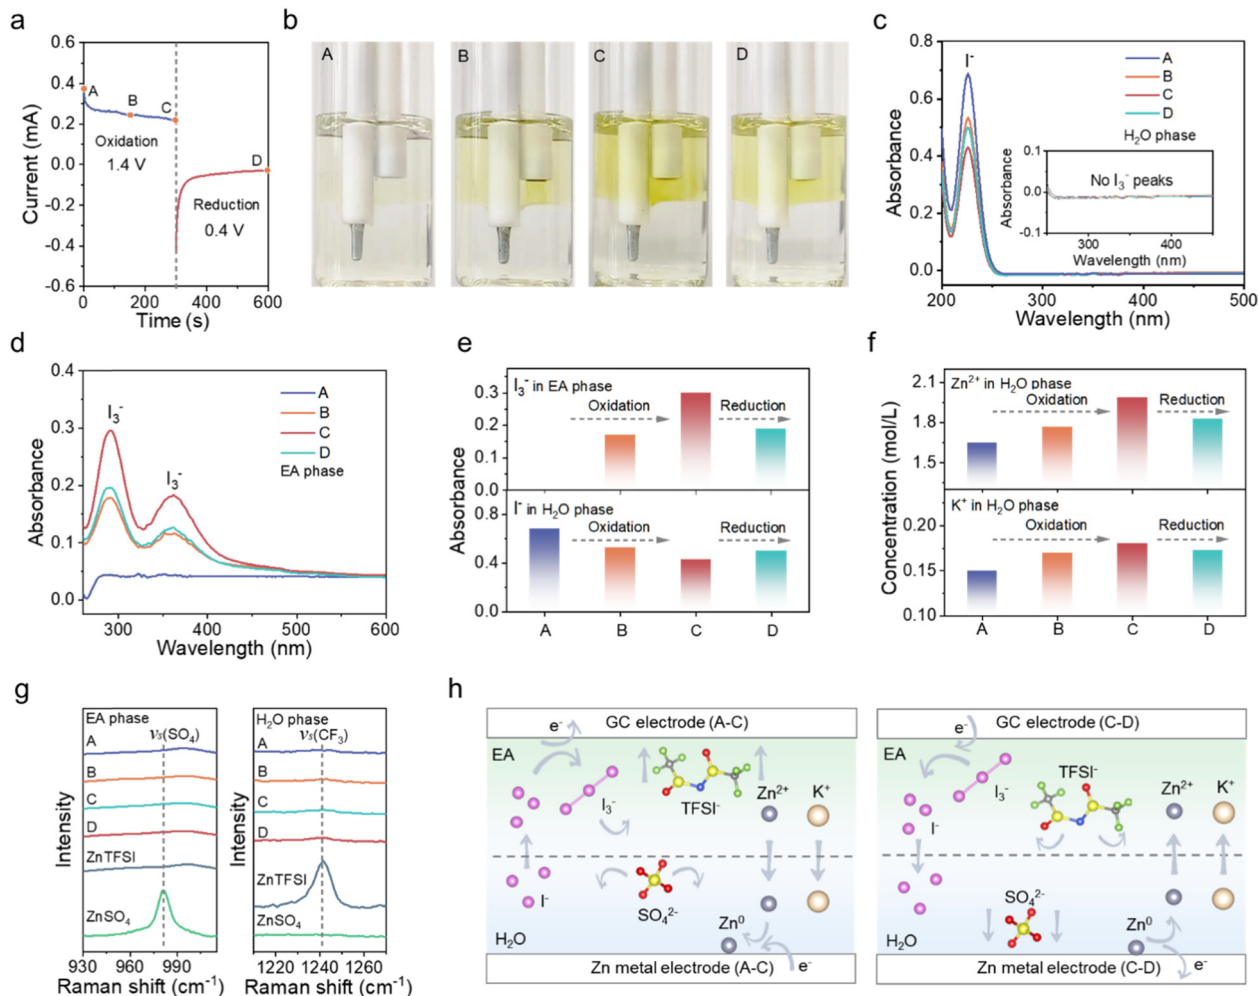 a
0.6
0.4
0.2
0.0
-0.2
-0.4
-0.6
Current (mA)
A
B
C
D
Oxidation
1.4 V
Reduction
0.4 V
0
200
400
600
Time (s)
b
A
B
C
D
c
0.8
0.6
0.4
0.2
0.0
Absorbance
I⁻
A
B
C
D
H₂O phase
0.1
0.0
-0.1
Absorbance
No I₃⁻ peaks
300
400
Wavelength (nm)
200
300
400
500
Wavelength (nm)
d
0.4
0.3
0.2
0.1
0.0
Absorbance
I₃⁻
I₃⁻
A
B
C
D
EA phase
300
400
500
600
Wavelength (nm)
e
I₃⁻ in EA phase
Oxidation
Reduction
0.3
0.2
0.1
0.0
Absorbance
I⁻ in H₂O phase
Oxidation
Reduction
0.8
0.4
0.0
A
B
C
D
f
Zn²⁺ in H₂O phase
Oxidation
Reduction
2.1
1.8
1.5
Concentration (mol/L)
K⁺ in H₂O phase
Oxidation
Reduction
0.20
0.15
0.10
A
B
C
D
g
EA phase
νs(SO₄)
A
B
C
D
ZnTFSI
ZnSO₄
Intensity
930
960
990
Raman shift (cm⁻¹)
H₂O phase
νs(CF₃)
A
B
C
D
ZnTFSI
ZnSO₄
Intensity
1220
1240
1260
Raman shift (cm⁻¹)
h
e⁻
GC electrode (A-C)
EA
I₃⁻
TFSI⁻
Zn²⁺
K⁺
I⁻
SO₄²⁻
Zn⁰
H₂O
e⁻
Zn metal electrode (A-C)
e⁻
GC electrode (C-D)
EA
I₃⁻
TFSI⁻
Zn²⁺
K⁺
I⁻
SO₄²⁻
Zn⁰
H₂O
Zn metal electrode (C-D)
e⁻